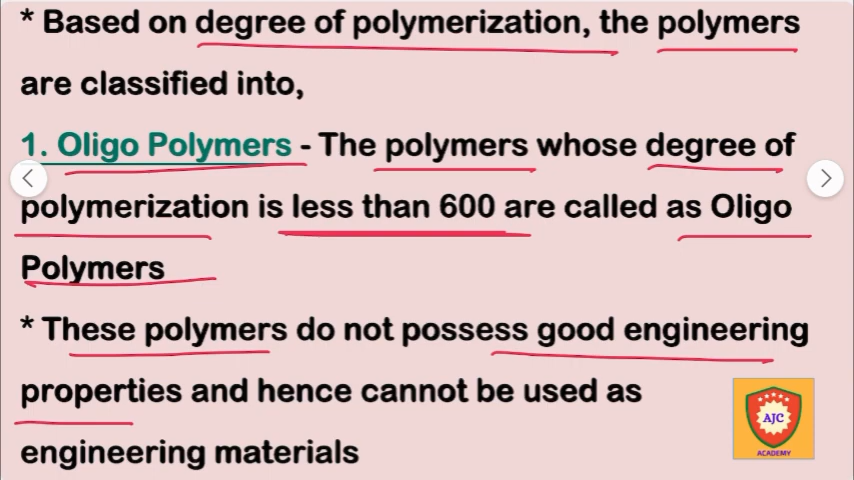 * Based on degree of polymerization, the polymers
are classified into,
1. Oligo Polymers - The polymers whose degree of
polymerization is less than 600 are called as Oligo
Polymers
* These polymers do not possess good engineering
properties and hence cannot be used as
engineering materials
AJC
ACADEMY